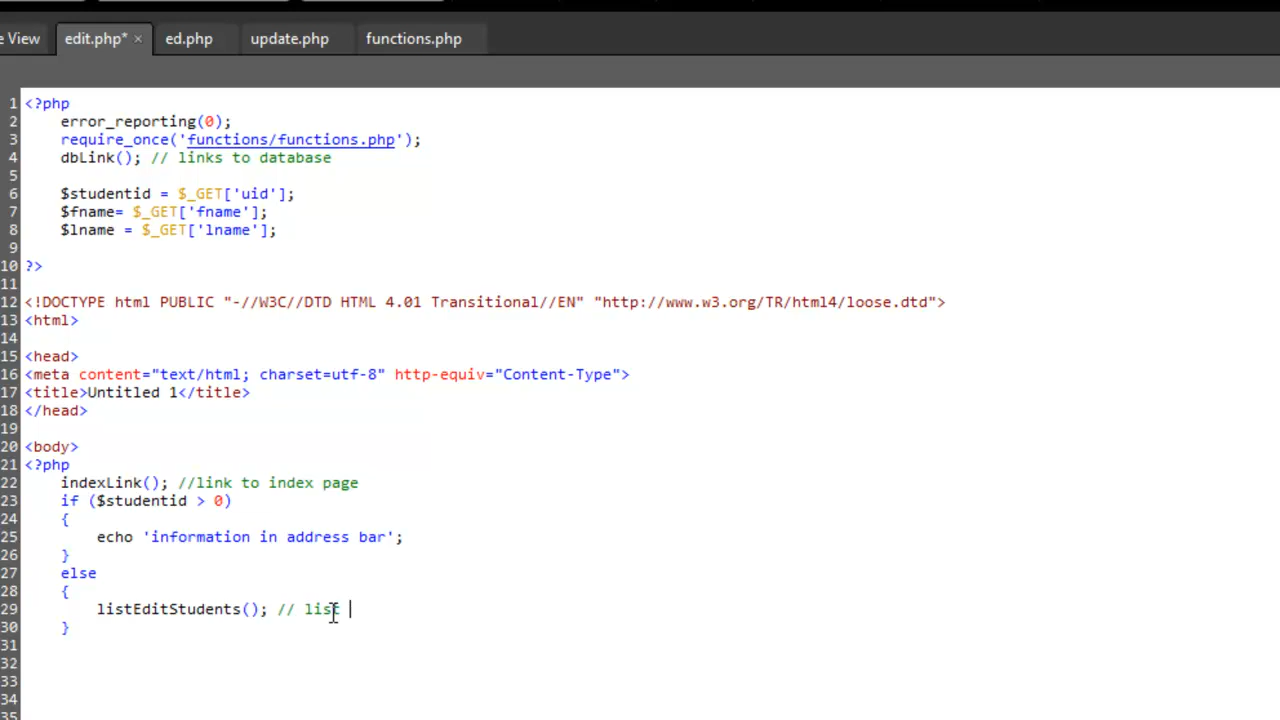 e View edit.php* × ed.php update.php functions.php
1 <?php
2 error_reporting(0);
3 require_once('functions/functions.php');
4 dbLink(); // links to database
5
6 $studentid = $_GET['uid'];
7 $fname= $_GET['fname'];
8 $lname = $_GET['lname'];
9
10 ?>
11
12 <!DOCTYPE html PUBLIC "-//W3C//DTD HTML 4.01 Transitional//EN" "http://www.w3.org/TR/html4/loose.dtd">
13 <html>
14
15 <head>
16 <meta content="text/html; charset=utf-8" http-equiv="Content-Type">
17 <title>Untitled 1</title>
18 </head>
19
20 <body>
21 <?php
22 indexLink(); //link to index page
23 if ($studentid > 0)
24 {
25 echo 'information in address bar';
26 }
27 else
28 {
29 listEditStudents(); // list
30 }
31
32
33
34
35